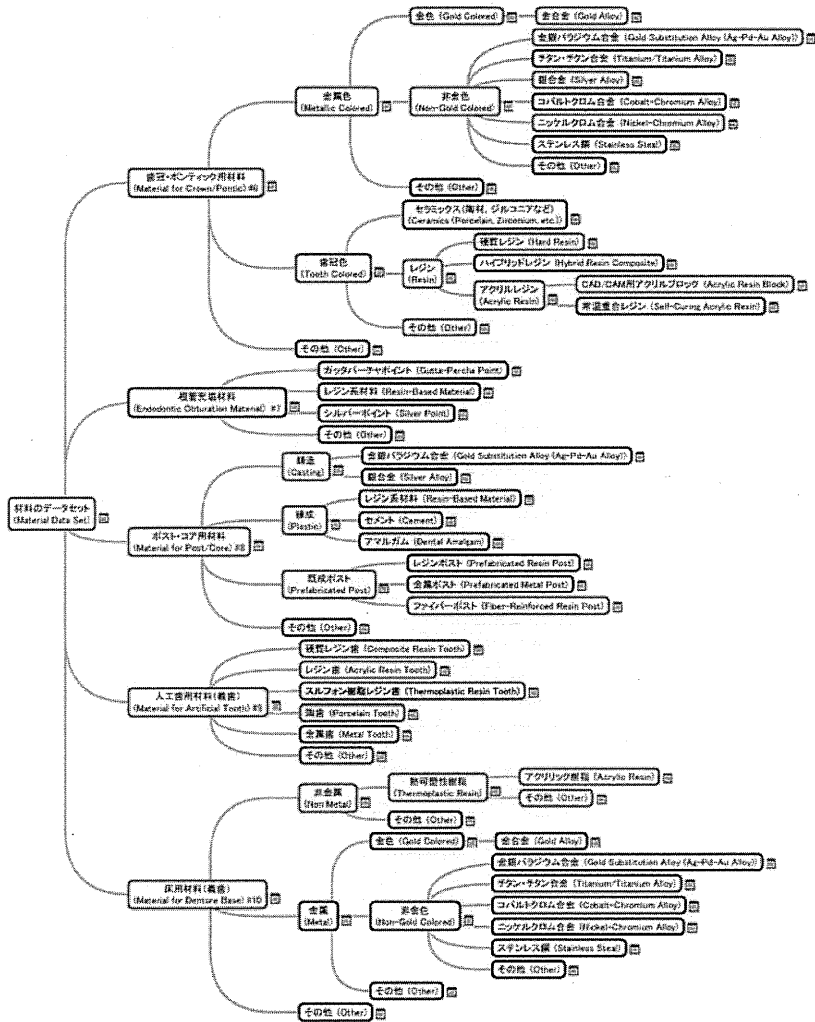 金色 (Gold Colored)
金合金 (Gold Alloy)
金銀パラジウム合金 (Gold Substitution Alloy (Ag-Pd-Au Alloy))
チタン・チタン合金 (Titanium/Titanium Alloy)
銀合金 (Silver Alloy)
金属色
(Metallic Colored)
非金色
(Non-Gold Colored)
コバルトクロム合金 (Cobalt-Chromium Alloy)
ニッケルクロム合金 (Nickel-Chromium Alloy)
ステンレス鋼 (Stainless Steal)
その他 (Other)
その他 (Other)
歯冠・ポンティック用材料
(Material for Crown/Pontic) #6
セラミックス(陶材, ジルコニアなど)
(Ceramics (Porcelain, Zirconium, etc.))
歯冠色
(Tooth Colored)
レジン
(Resin)
硬質レジン (Hard Resin)
ハイブリッドレジン (Hybrid Resin Composite)
アクリルレジン
(Acrylic Resin)
CAD/CAM用アクリルブロック (Acrylic Resin Block)
常温重合レジン (Self-Curing Acrylic Resin)
その他 (Other)
その他 (Other)
根管充填材料
(Endodontic Obturation Material) #7
ガッタパーチャポイント (Gutta-Percha Point)
レジン系材料 (Resin-Based Material)
シルバーポイント (Silver Point)
その他 (Other)
材料のデータセット
(Material Data Set)
ポスト・コア用材料
(Material for Post/Core) #8
鋳造
(Casting)
金銀パラジウム合金 (Gold Substitution Alloy (Ag-Pd-Au Alloy))
銀合金 (Silver Alloy)
練成
(Plastic)
レジン系材料 (Resin-Based Material)
セメント (Cement)
アマルガム (Dental Amalgam)
既成ポスト
(Prefabricated Post)
レジンポスト (Prefabricated Resin Post)
金属ポスト (Prefabricated Metal Post)
ファイバーポスト (Fiber-Reinforced Resin Post)
その他 (Other)
人工歯用材料(義歯)
(Material for Artificial Tooth) #9
硬質レジン歯 (Composite Resin Tooth)
レジン歯 (Acrylic Resin Tooth)
スルフォン樹脂レジン歯 (Thermoplastic Resin Tooth)
陶歯 (Porcelain Tooth)
金属歯 (Metal Tooth)
その他 (Other)
床用材料(義歯)
(Material for Denture Base) #10
非金属
(Non Metal)
熱可塑性樹脂
(Thermoplastic Resin)
アクリリック樹脂 (Acrylic Resin)
その他 (Other)
その他 (Other)
金属
(Metal)
金色 (Gold Colored)
金合金 (Gold Alloy)
非金色
(Non-Gold Colored)
金銀パラジウム合金 (Gold Substitution Alloy (Ag-Pd-Au Alloy))
チタン・チタン合金 (Titanium/Titanium Alloy)
コバルトクロム合金 (Cobalt-Chromium Alloy)
ニッケルクロム合金 (Nickel-Chromium Alloy)
ステンレス鋼 (Stainless Steal)
その他 (Other)
その他 (Other)
その他 (Other)